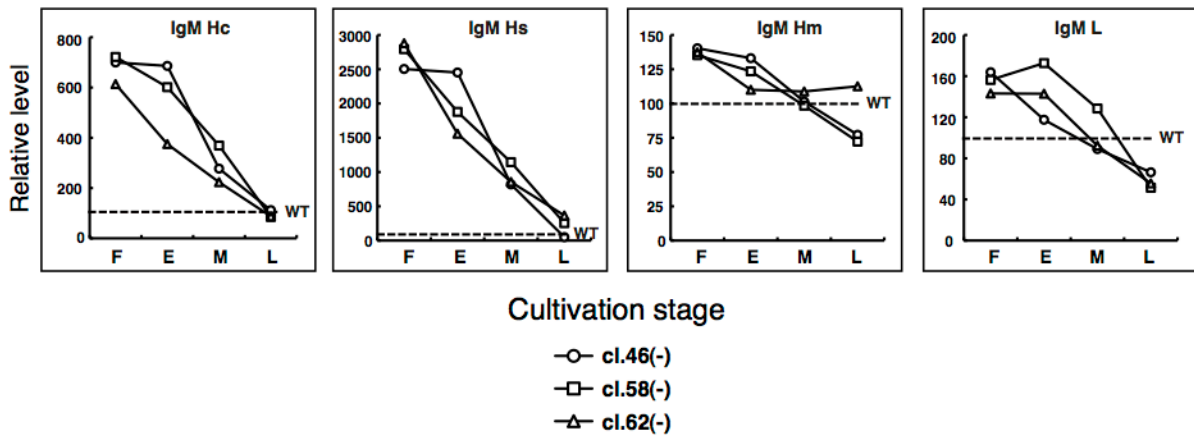 IgM Hc
IgM Hs
IgM Hm
IgM L
Relative level
800
600
400
200
0
WT
F E M L
3000
2500
2000
1500
1000
500
0
WT
F E M L
150
125
100
75
50
25
0
WT
F E M L
200
160
120
80
40
0
WT
F E M L
Cultivation stage
cl.46(-)
cl.58(-)
cl.62(-)